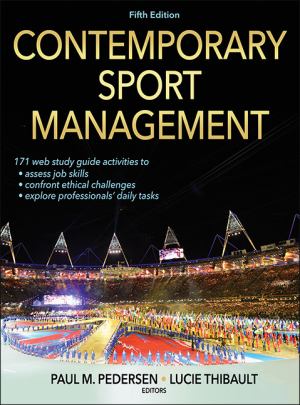 Fifth Edition
CONTEMPORARY
SPORT
MANAGEMENT
171 web study guide activities to
• assess job skills
• confront ethical challenges
• explore professionals' daily tasks
PAUL M. PEDERSEN • LUCIE THIBAULT
EDITORS